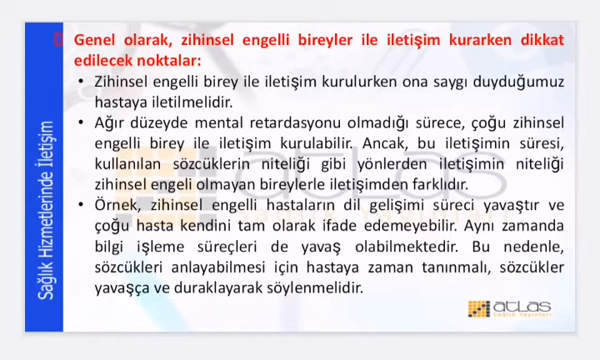 Genel olarak, zihinsel engelli bireyler ile iletişim kurarken dikkat
edilecek noktalar:
• Zihinsel engelli birey ile iletişim kurulurken ona saygı duyduğumuz
hastaya iletilmelidir.
• Ağır düzeyde mental retardasyonu olmadığı sürece, çoğu zihinsel
engelli birey ile iletişim kurulabilir. Ancak, bu iletişimin süresi,
kullanılan sözcüklerin niteliği gibi yönlerden iletişimin niteliği
zihinsel engeli olmayan bireylerle iletişimden farklıdır.
• Örnek, zihinsel engelli hastaların dil gelişimi süreci yavaştır ve
çoğu hasta kendini tam olarak ifade edemeyebilir. Aynı zamanda
bilgi işleme süreçleri de yavaş olabilmektedir. Bu nedenle,
sözcükleri anlayabilmesi için hastaya zaman tanınmalı, sözcükler
yavaşça ve duraklayarak söylenmelidir.
Sağlık Hizmetlerinde İletişim
atlas
Sağlık Yayınları